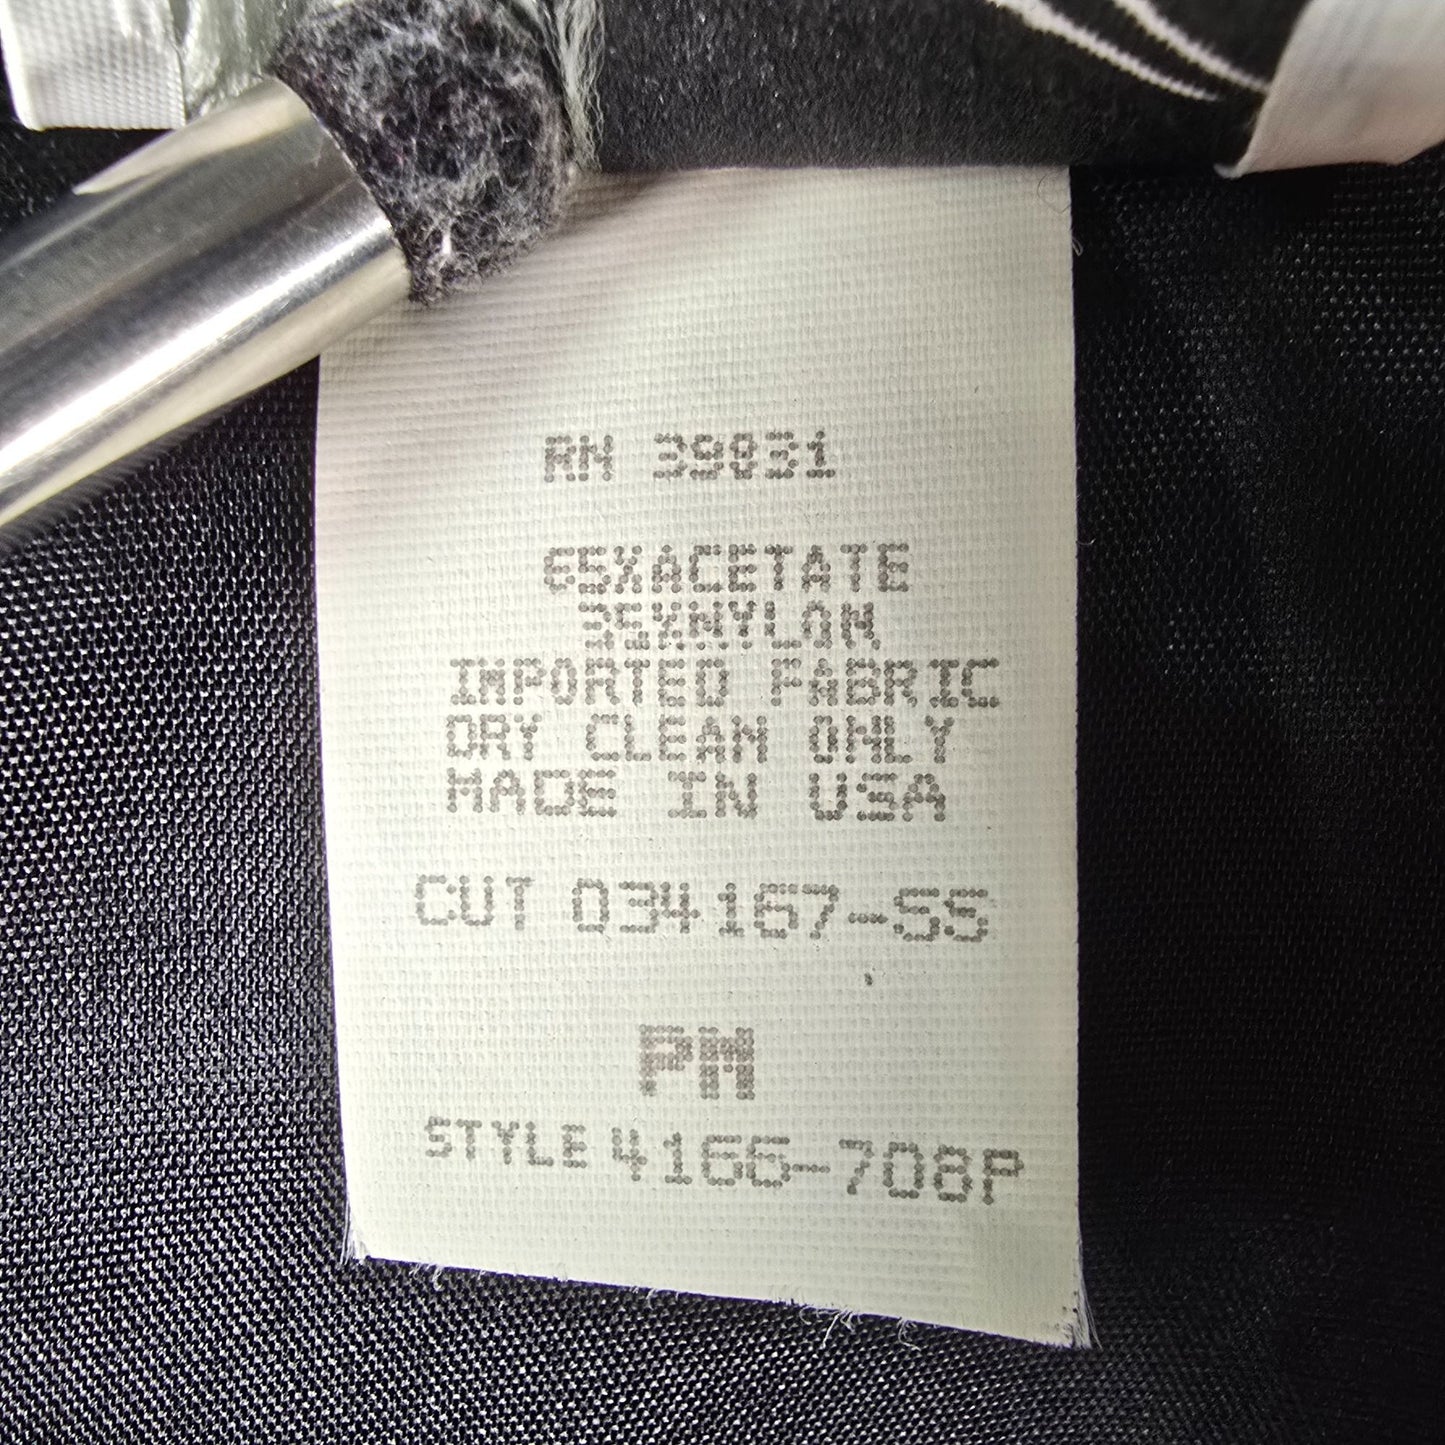 RN 39831
65%ACETATE
35%NYLON
IMPORTED FABRIC
DRY CLEAN ONLY
MADE IN USA
CUT 034167-SS
PM
STYLE 4166-708P